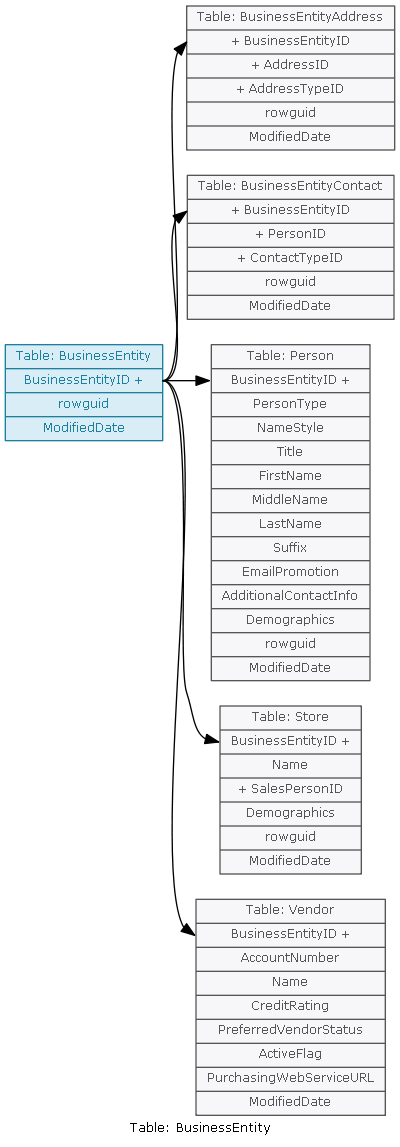 Table: BusinessEntityAddress
+ BusinessEntityID
+ AddressID
+ AddressTypeID
rowguid
ModifiedDate
Table: BusinessEntityContact
+ BusinessEntityID
+ PersonID
+ ContactTypeID
rowguid
ModifiedDate
Table: BusinessEntity
BusinessEntityID +
rowguid
ModifiedDate
Table: Person
BusinessEntityID +
PersonType
NameStyle
Title
FirstName
MiddleName
LastName
Suffix
EmailPromotion
AdditionalContactInfo
Demographics
rowguid
ModifiedDate
Table: Store
BusinessEntityID +
Name
+ SalesPersonID
Demographics
rowguid
ModifiedDate
Table: Vendor
BusinessEntityID +
AccountNumber
Name
CreditRating
PreferredVendorStatus
ActiveFlag
PurchasingWebServiceURL
ModifiedDate
Table: BusinessEntity